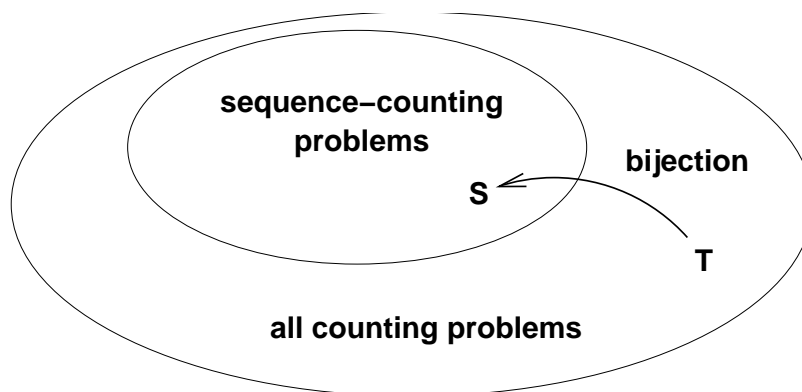 sequence−counting
problems
bijection
S
T
all counting problems